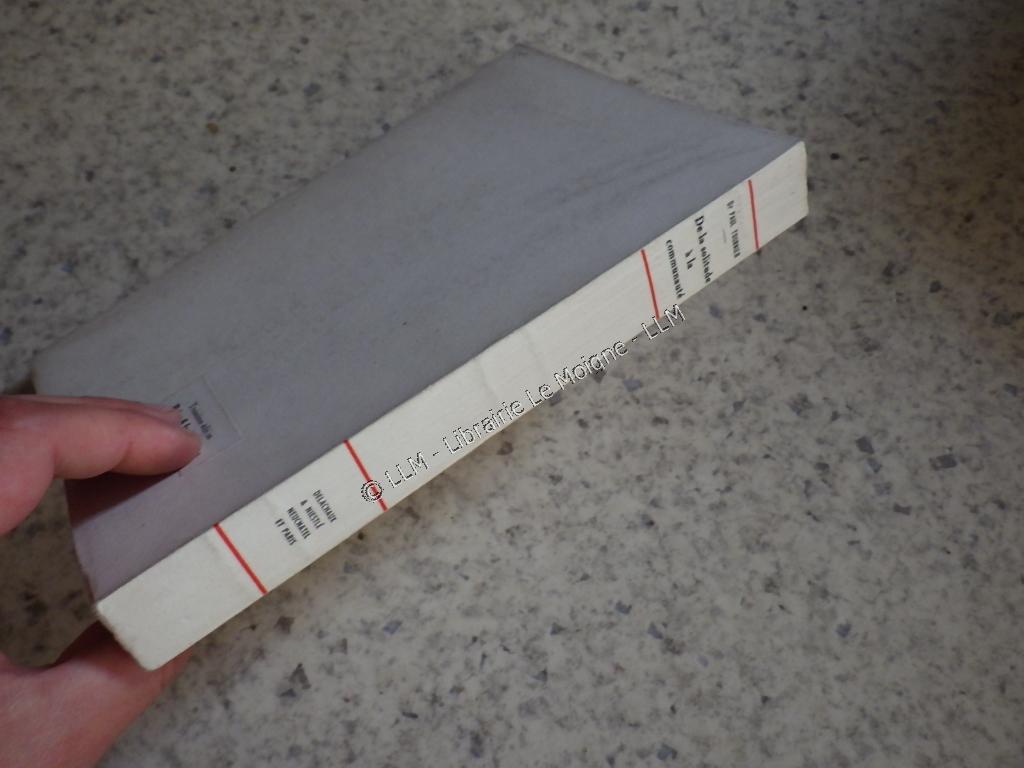 Dr PAUL TOURNIER
De la solitude
à la
communauté
© LLM - Librairie Le Moigne - LLM
DELACHAUX
& NIESTLÉ
NEUCHATEL
ET PARIS